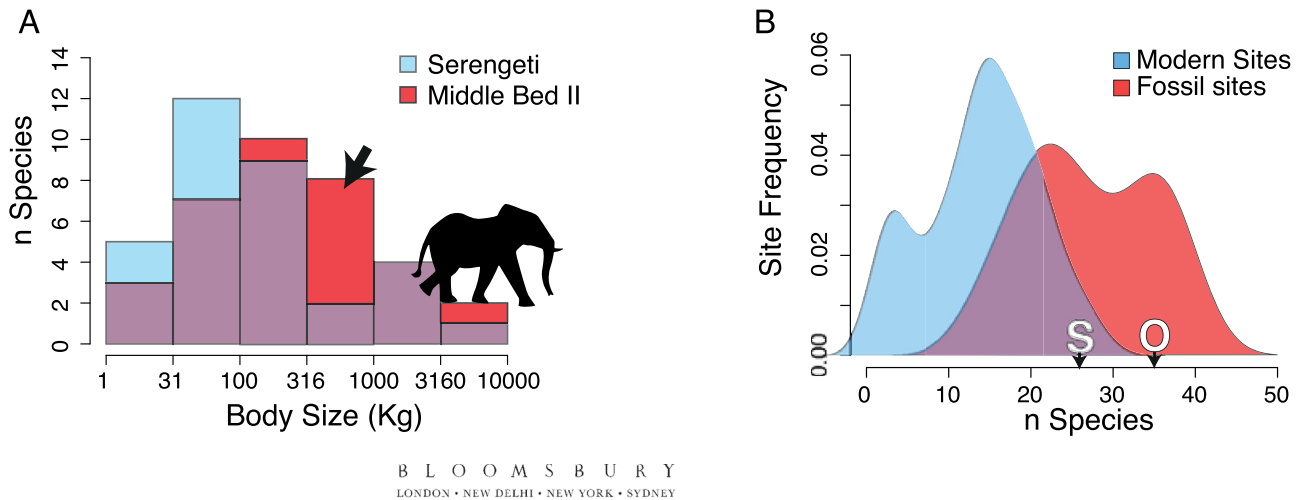 A
n Species
14
12
10
8
6
4
2
0
Serengeti
Middle Bed II
1 31 100 316 1000 3160 10000
Body Size (Kg)
B
Site Frequency
0.06
0.04
0.02
0.00
Modern Sites
Fossil sites
S O
0 10 20 30 40 50
n Species
BLOOMSBURY
LONDON • NEW DELHI • NEW YORK • SYDNEY